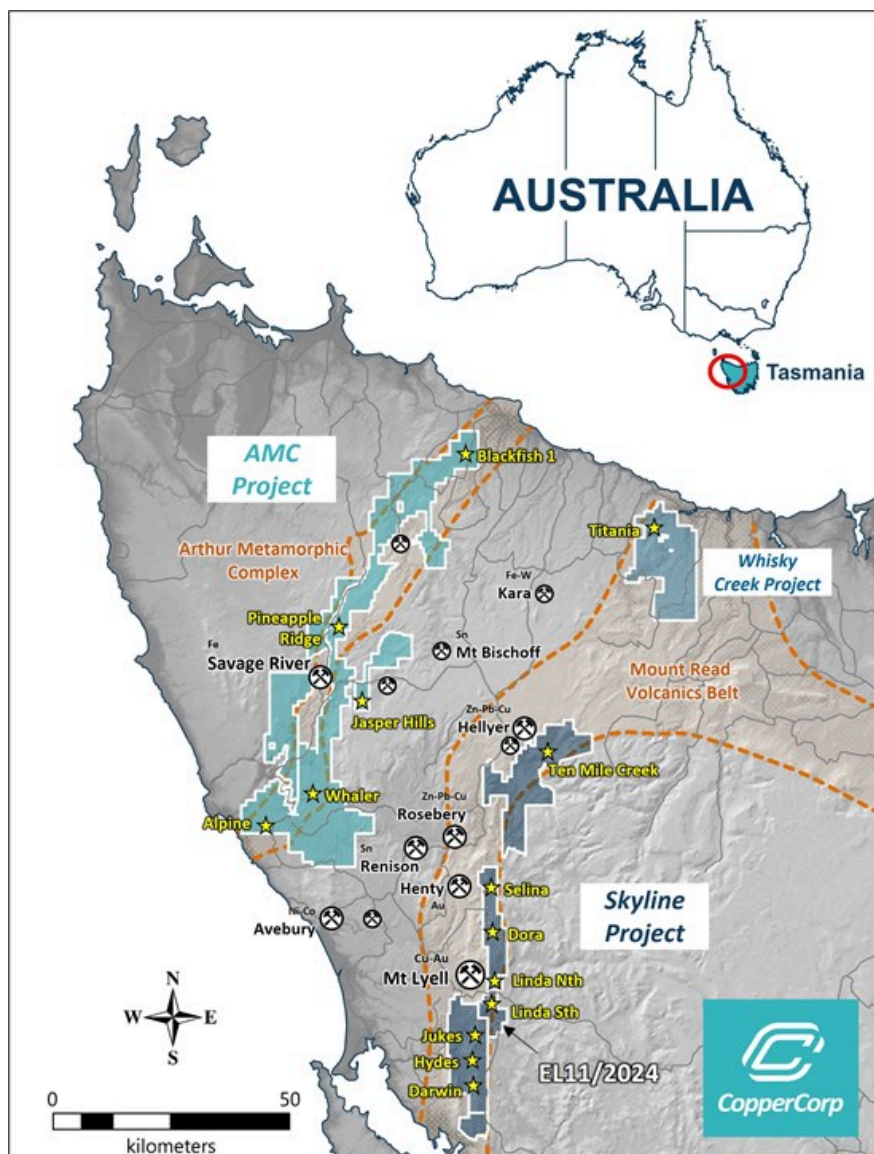 AUSTRALIA
Tasmania
AMC
Project
Blackfish 1
Arthur Metamorphic
Complex
Titania
Whisky
Creek Project
Fe-W
Kara
Pineapple
Ridge
Fe
Savage River
Sn
Mt Bischoff
Mount Read
Volcanics Belt
Jasper Hills
Zn-Pb-Cu
Hellyer
Ten Mile Creek
Whaler
Zn-Pb-Cu
Rosebery
Alpine
Sn
Renison
Henty
Au
Selina
Skyline
Project
Ni-Co
Avebury
Dora
Cu-Au
Mt Lyell
Linda Nth
Linda Sth
N
W E
S
Jukes
Hydes
Darwin
EL11/2024
0 50
kilometers
CopperCorp